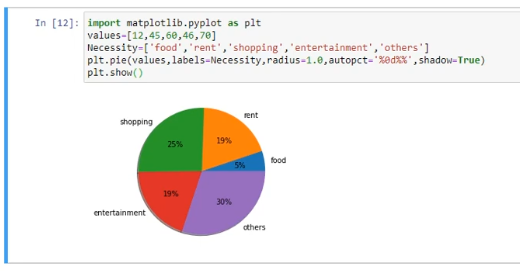 In [12]: import matplotlib.pyplot as plt
values=[12,45,60,46,70]
Necessity=['food','rent','shopping','entertainment','others']
plt.pie(values,labels=Necessity,radius=1.0,autopct='%0d%%',shadow=True)
plt.show()
shopping
rent
25%
19%
5%
food
19%
30%
entertainment
others